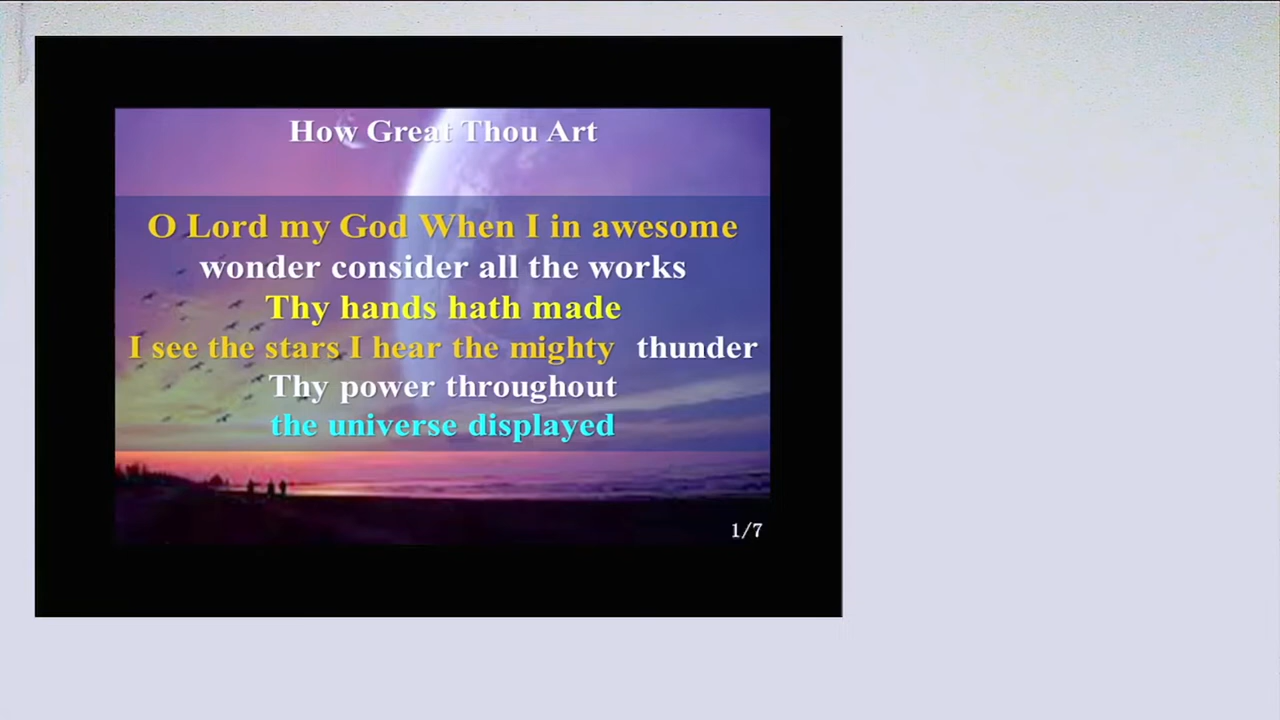 How Great Thou Art
O Lord my God When I in awesome
wonder consider all the works
Thy hands hath made
I see the stars I hear the mighty thunder
Thy power throughout
the universe displayed
1/7